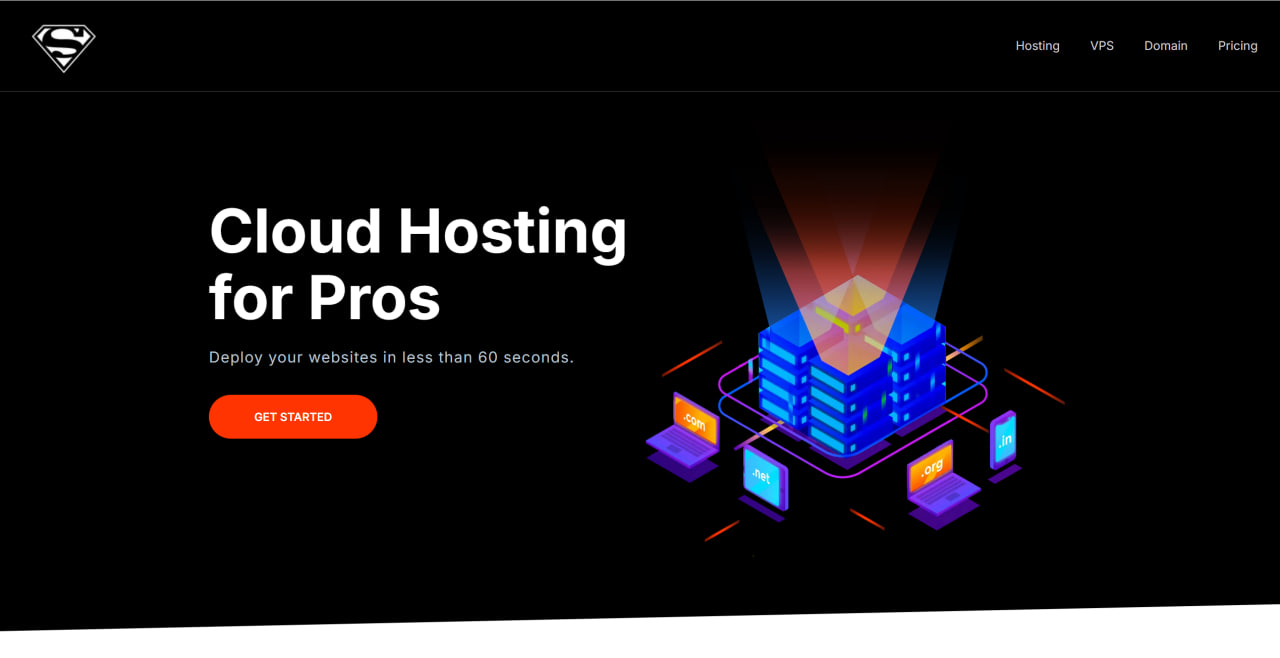 Hosting
VPS
Domain
Pricing
Cloud Hosting
for Pros
Deploy your websites in less than 60 seconds.
GET STARTED
.com
.net
.org
.in